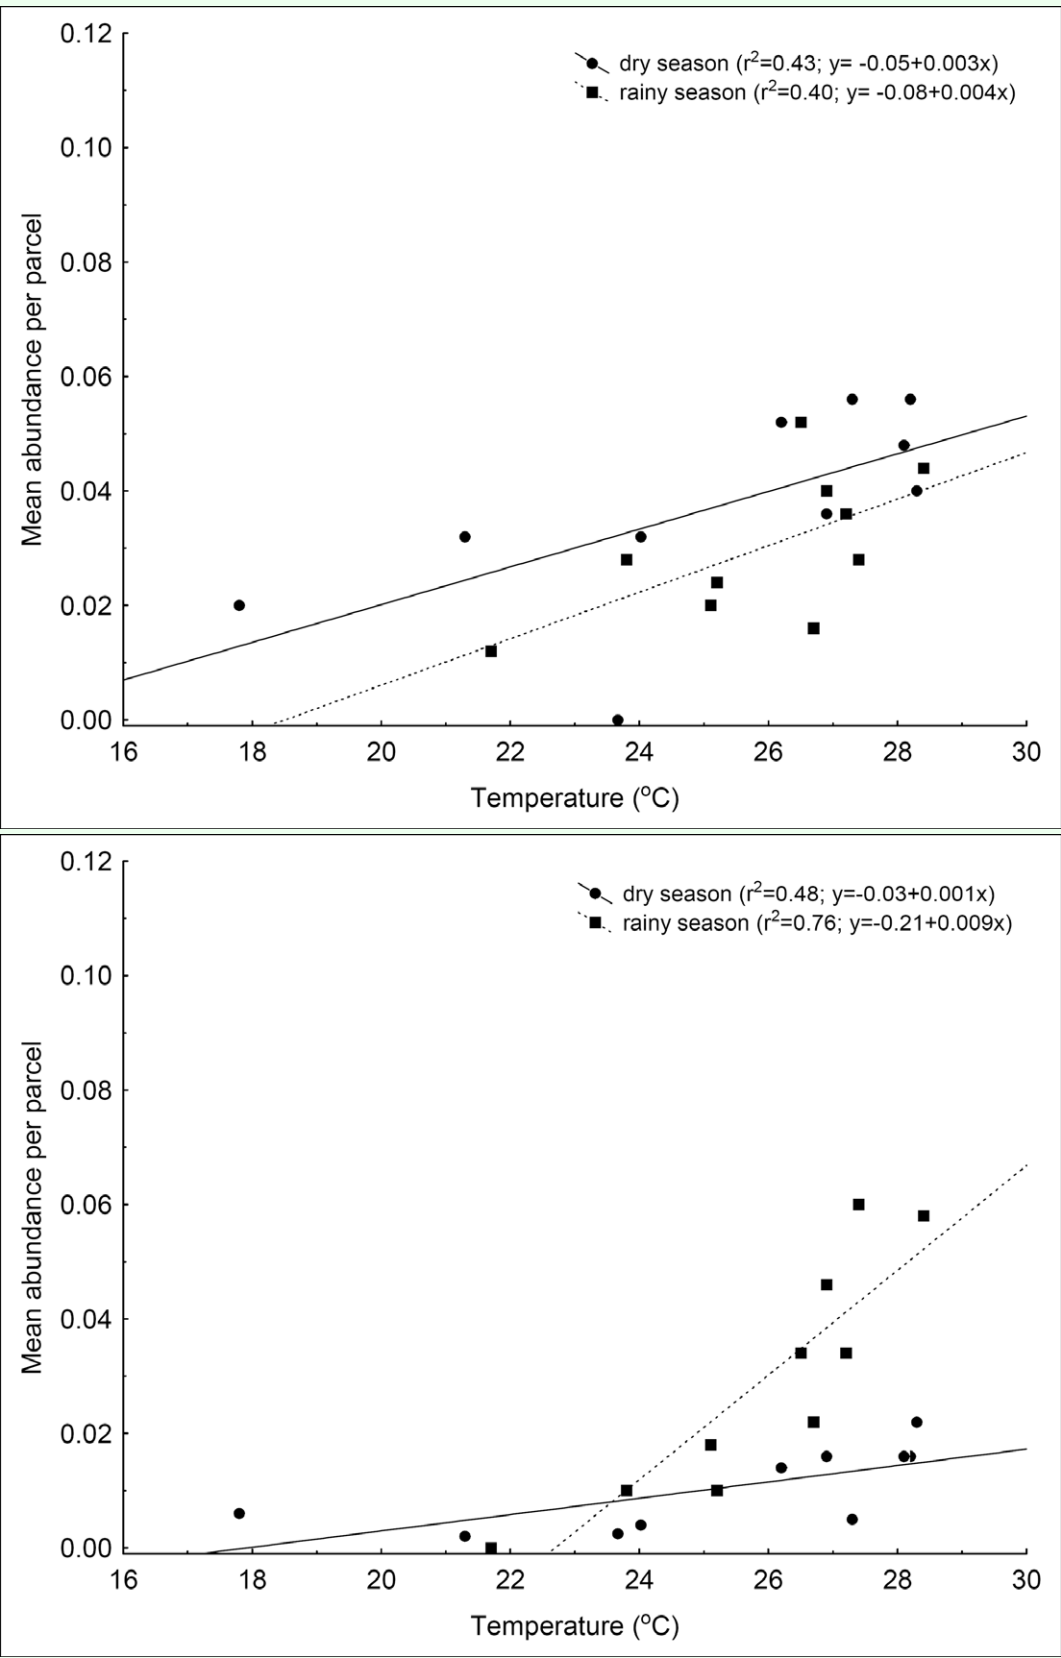 0.12
dry season (r²=0.43; y= -0.05+0.003x)
rainy season (r²=0.40; y= -0.08+0.004x)
0.10
0.08
0.06
0.04
0.02
0.00
Mean abundance per parcel
16 18 20 22 24 26 28 30
Temperature (°C)
0.12
dry season (r²=0.48; y=-0.03+0.001x)
rainy season (r²=0.76; y=-0.21+0.009x)
0.10
0.08
0.06
0.04
0.02
0.00
Mean abundance per parcel
16 18 20 22 24 26 28 30
Temperature (°C)